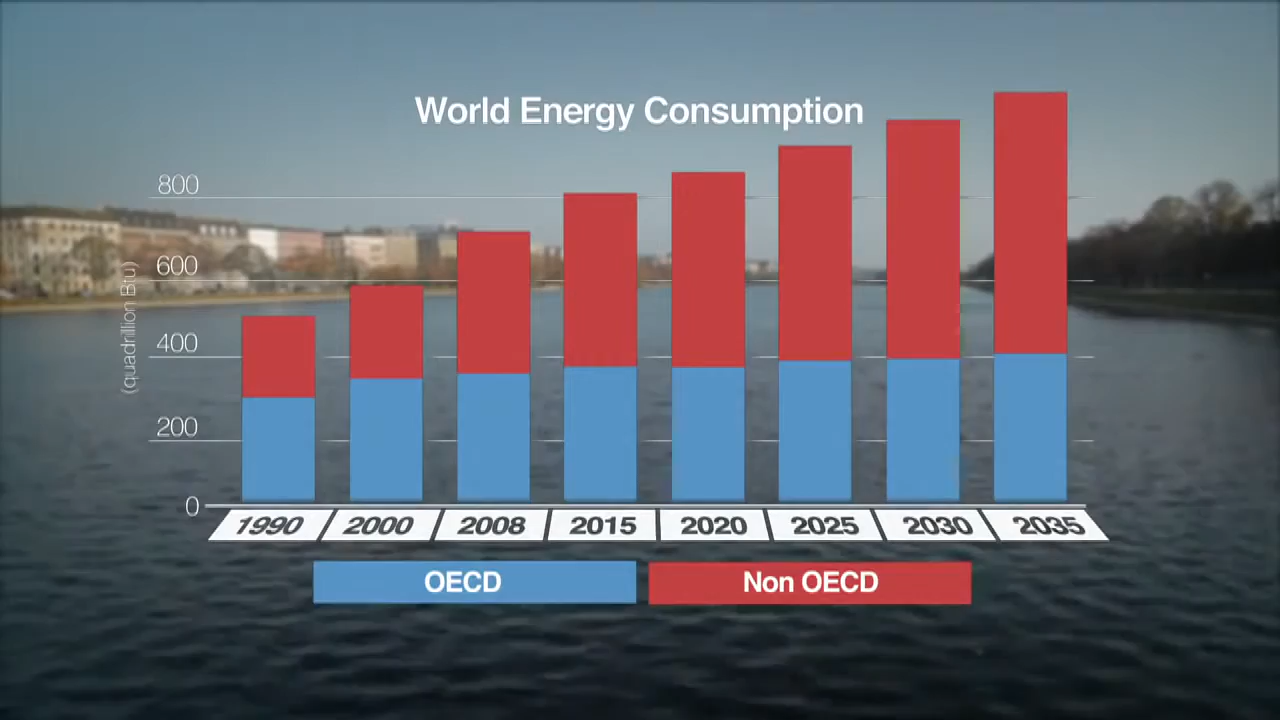 World Energy Consumption
(quadrillion Btu)
800
600
400
200
0
1990 2000 2008 2015 2020 2025 2030 2035
OECD Non OECD